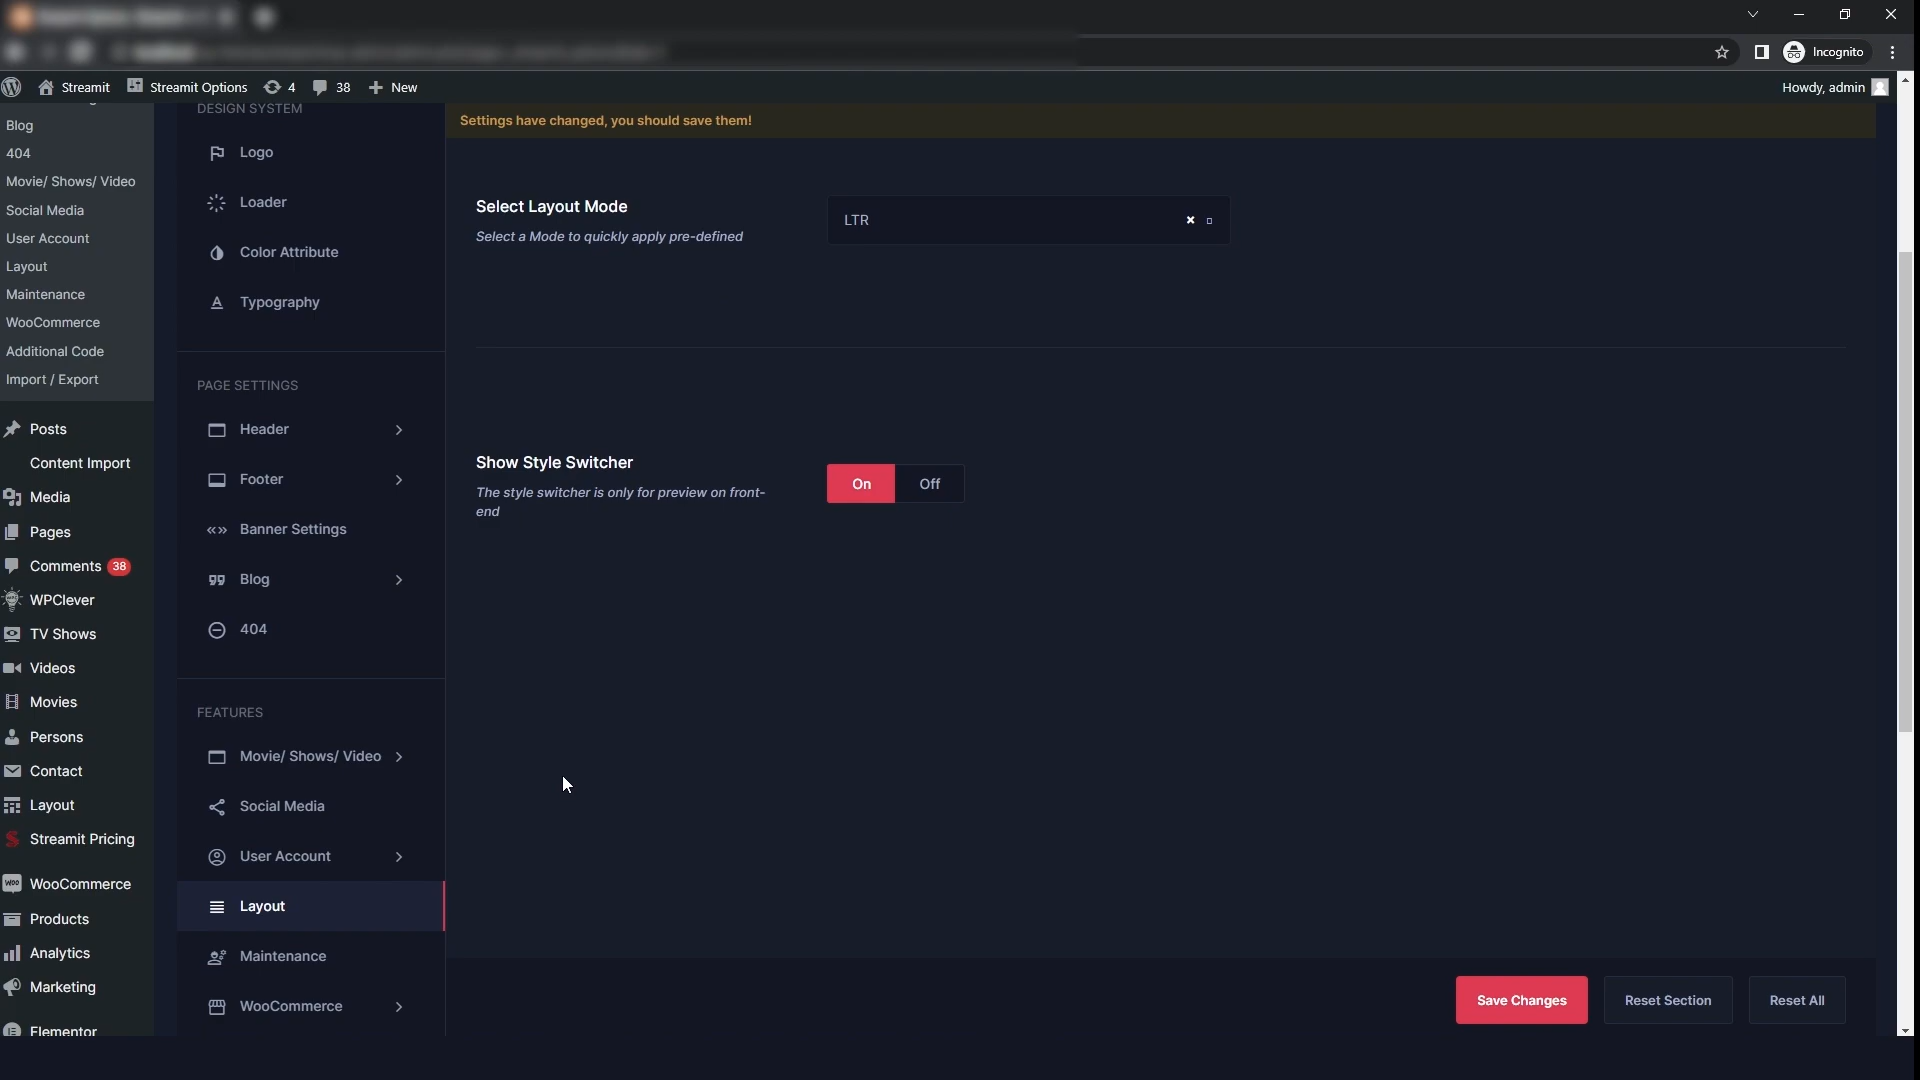 Incognito
Streamit
Streamit Options
4
38
New
Howdy, admin
Blog
404
Movie/ Shows/ Video
Social Media
User Account
Layout
Maintenance
WooCommerce
Additional Code
Import / Export
Posts
Content Import
Media
Pages
Comments 38
WPClever
TV Shows
Videos
Movies
Persons
Contact
Layout
Streamit Pricing
WooCommerce
Products
Analytics
Marketing
Elementor
DESIGN SYSTEM
Logo
Loader
Color Attribute
Typography
PAGE SETTINGS
Header
Footer
Banner Settings
Blog
404
FEATURES
Movie/ Shows/ Video
Social Media
User Account
Layout
Maintenance
WooCommerce
Settings have changed, you should save them!
Select Layout Mode
Select a Mode to quickly apply pre-defined
LTR
Show Style Switcher
The style switcher is only for preview on front-
end
On
Off
Save Changes
Reset Section
Reset All